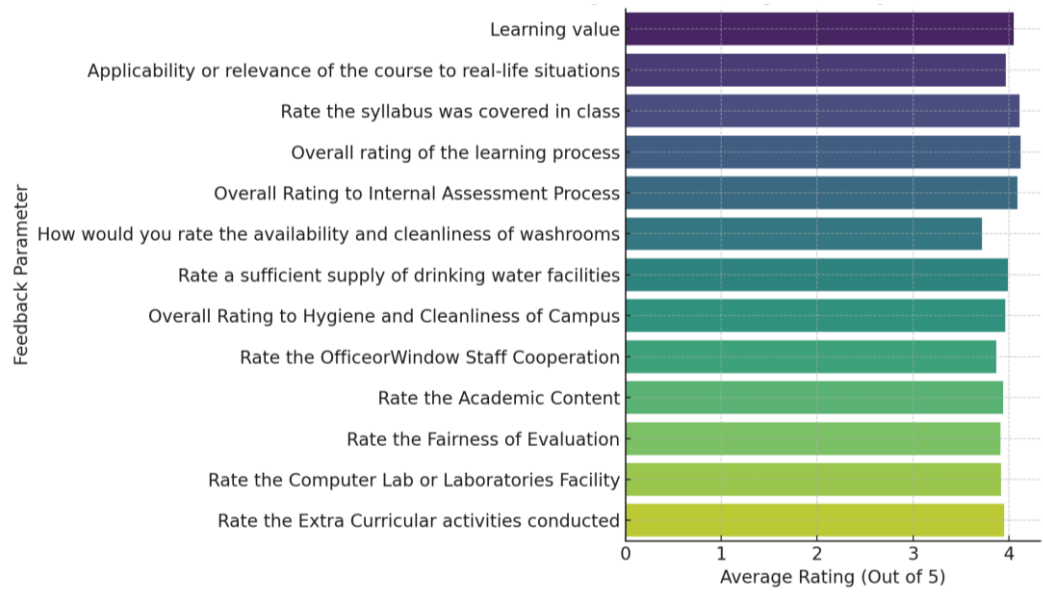 Learning value
Applicability or relevance of the course to real-life situations
Rate the syllabus was covered in class
Overall rating of the learning process
Overall Rating to Internal Assessment Process
How would you rate the availability and cleanliness of washrooms
Rate a sufficient supply of drinking water facilities
Overall Rating to Hygiene and Cleanliness of Campus
Rate the OfficeorWindow Staff Cooperation
Rate the Academic Content
Rate the Fairness of Evaluation
Rate the Computer Lab or Laboratories Facility
Rate the Extra Curricular activities conducted
Feedback Parameter
0 1 2 3 4
Average Rating (Out of 5)